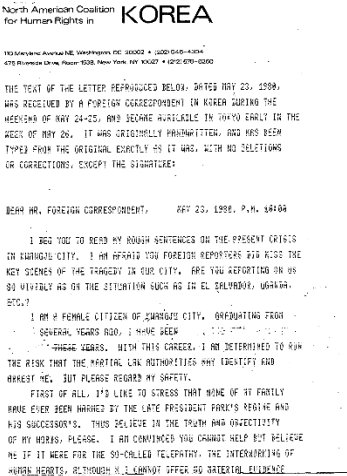 North American Coalition
for Human Rights in KOREA
110 Maryland Avenue NE, Washington, DC 20002 • (202) 546-4304
475 Riverside Drive, Room 1538, New York, NY 10027 • (212) 678-6260
THE TEXT OF THE LETTER REPRODUCED BELOW, DATED MAY 23, 1980,
WAS RECEIVED BY A FOREIGN CORRESPONDENT IN KOREA DURING THE
WEEKEND OF MAY 24-25, AND BECAME AVAILABLE IN TOKYO EARLY IN THE
WEEK OF MAY 26. IT WAS ORIGINALLY HANDWRITTEN, AND HAS BEEN
TYPED FROM THE ORIGINAL EXACTLY AS IT WAS, WITH NO DELETIONS
OR CORRECTIONS, EXCEPT THE SIGNATURE:
DEAR MR. FOREIGN CORRESPONDENT, MAY 23, 1980. P.M.
I BEG YOU TO READ MY ROUGH SENTENCES ON THE PRESENT CRISIS
IN KWANGJU CITY. I AM AFRAID YOU FOREIGN REPORTERS DID MISS THE
KEY SCENES OF THE TRAGEDY IN OUR CITY. ARE YOU REPORTING ON US
SO VIVIDLY AS ON THE SITUATION SUCH AS IN EL SALVADOR, UGANDA,
ETC.?
I AM A FEMALE CITIZEN OF KWANGJU CITY. GRADUATING FROM
SEVERAL YEARS AGO, I HAVE BEEN
THESE YEARS. WITH THIS CAREER, I AM DETERMINED TO RUN
THE RISK THAT THE MARTIAL LAW AUTHORITIES MAY IDENTIFY AND
ARREST ME. BUT PLEASE REGARD MY SAFETY.
FIRST OF ALL, I'D LIKE TO STRESS THAT NONE OF MY FAMILY
HAVE EVER BEEN HARMED BY THE LATE PRESIDENT PARK'S REGIME AND
HIS SUCCESSOR'S. THUS BELIEVE IN THE TRUTH AND OBJECTIVITY
OF MY WORDS, PLEASE. I AM CONVINCED YOU CANNOT HELP BUT BELIEVE
ME IF IT WERE FOR THE SO-CALLED TELEPATHY, THE INTERWORKING OF
HUMAN HEARTS, ALTHOUGH I CANNOT OFFER NO MATERIAL EVIDENCE